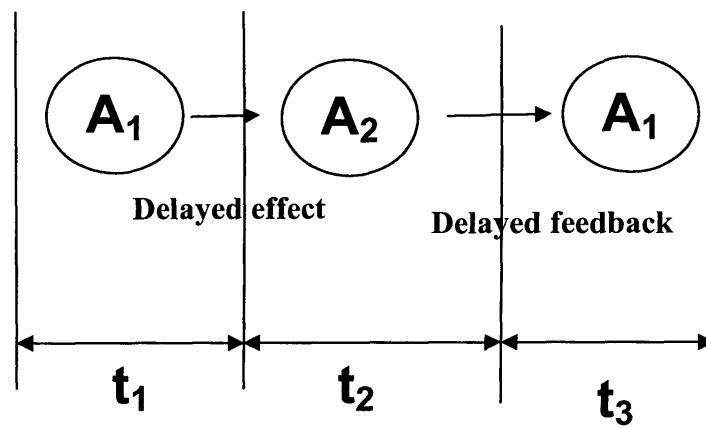 A₁ A₂ A₁
Delayed effect
Delayed feedback
t₁ t₂ t₃